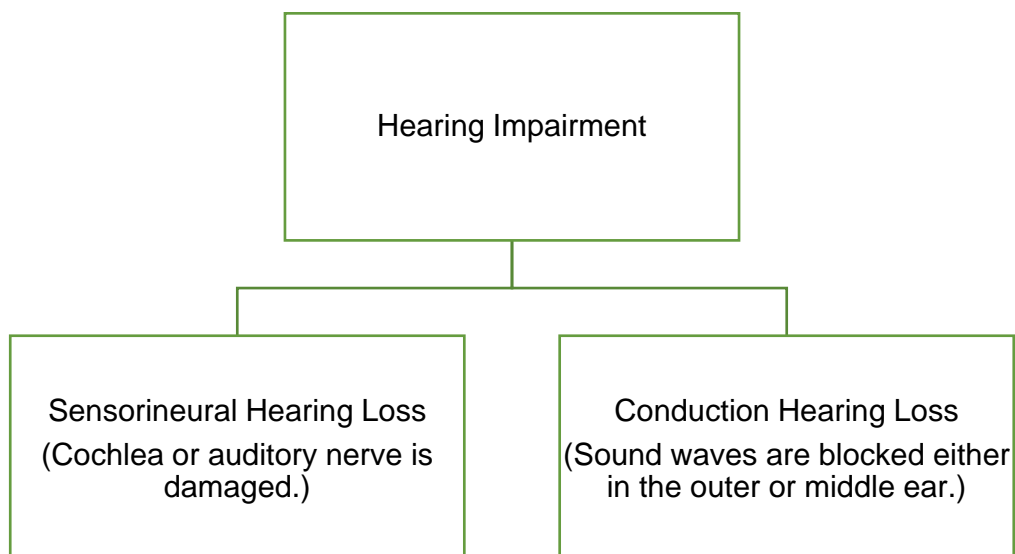 Hearing Impairment
Sensorineural Hearing Loss
(Cochlea or auditory nerve is
damaged.)
Conduction Hearing Loss
(Sound waves are blocked either
in the outer or middle ear.)